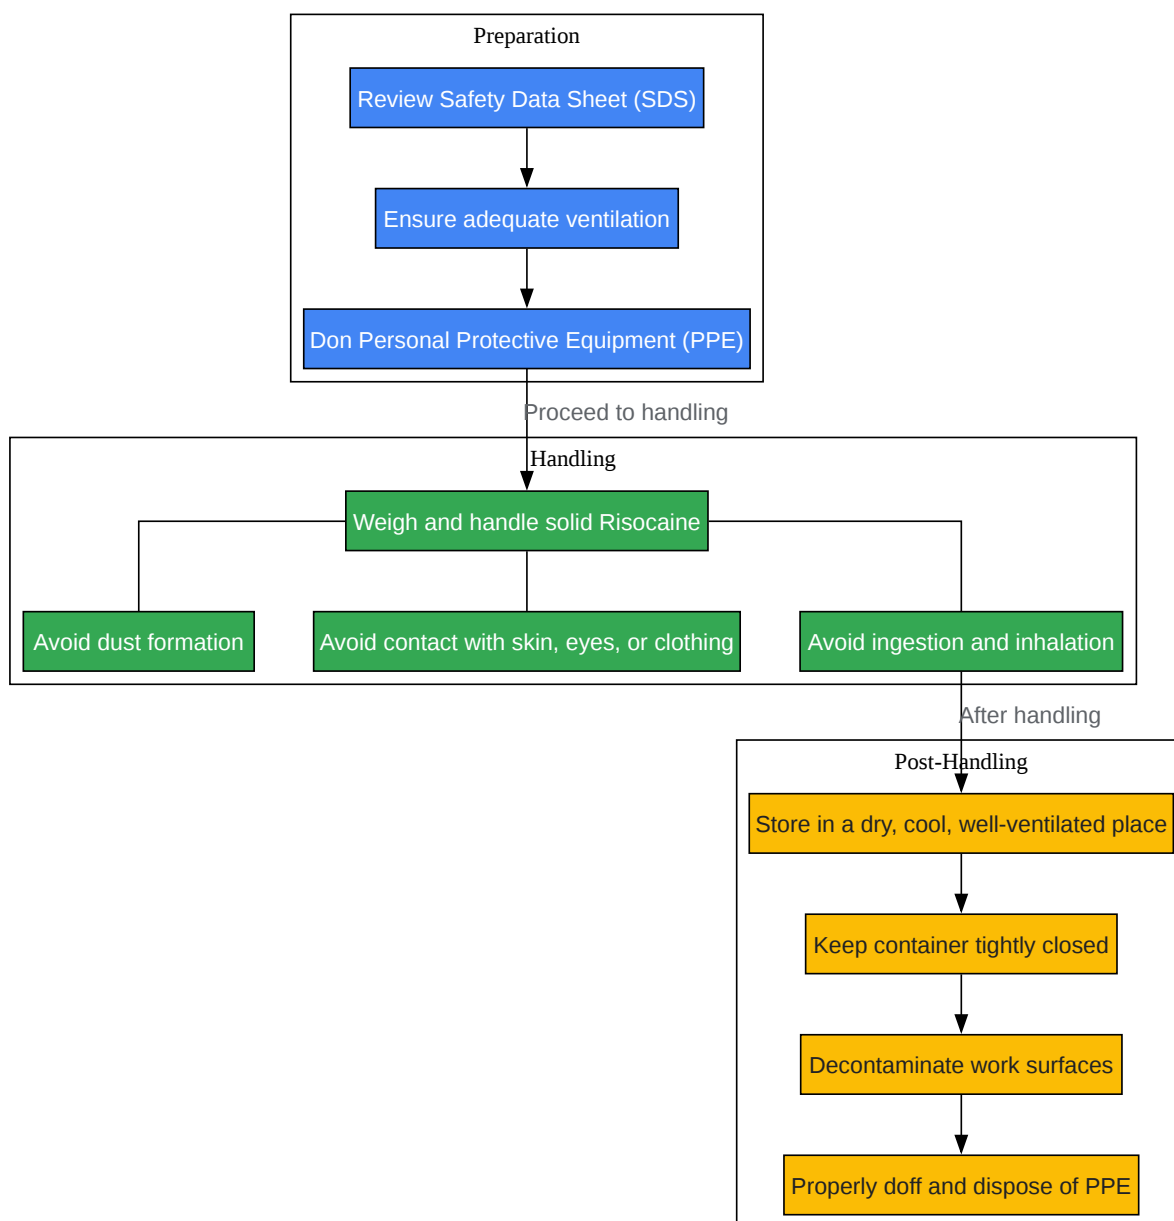 Preparation
Review Safety Data Sheet (SDS)
Ensure adequate ventilation
Don Personal Protective Equipment (PPE)
Proceed to handling
Handling
Weigh and handle solid Risocaine
Avoid dust formation
Avoid contact with skin, eyes, or clothing
Avoid ingestion and inhalation
After handling
Post-Handling
Store in a dry, cool, well-ventilated place
Keep container tightly closed
Decontaminate work surfaces
Properly doff and dispose of PPE